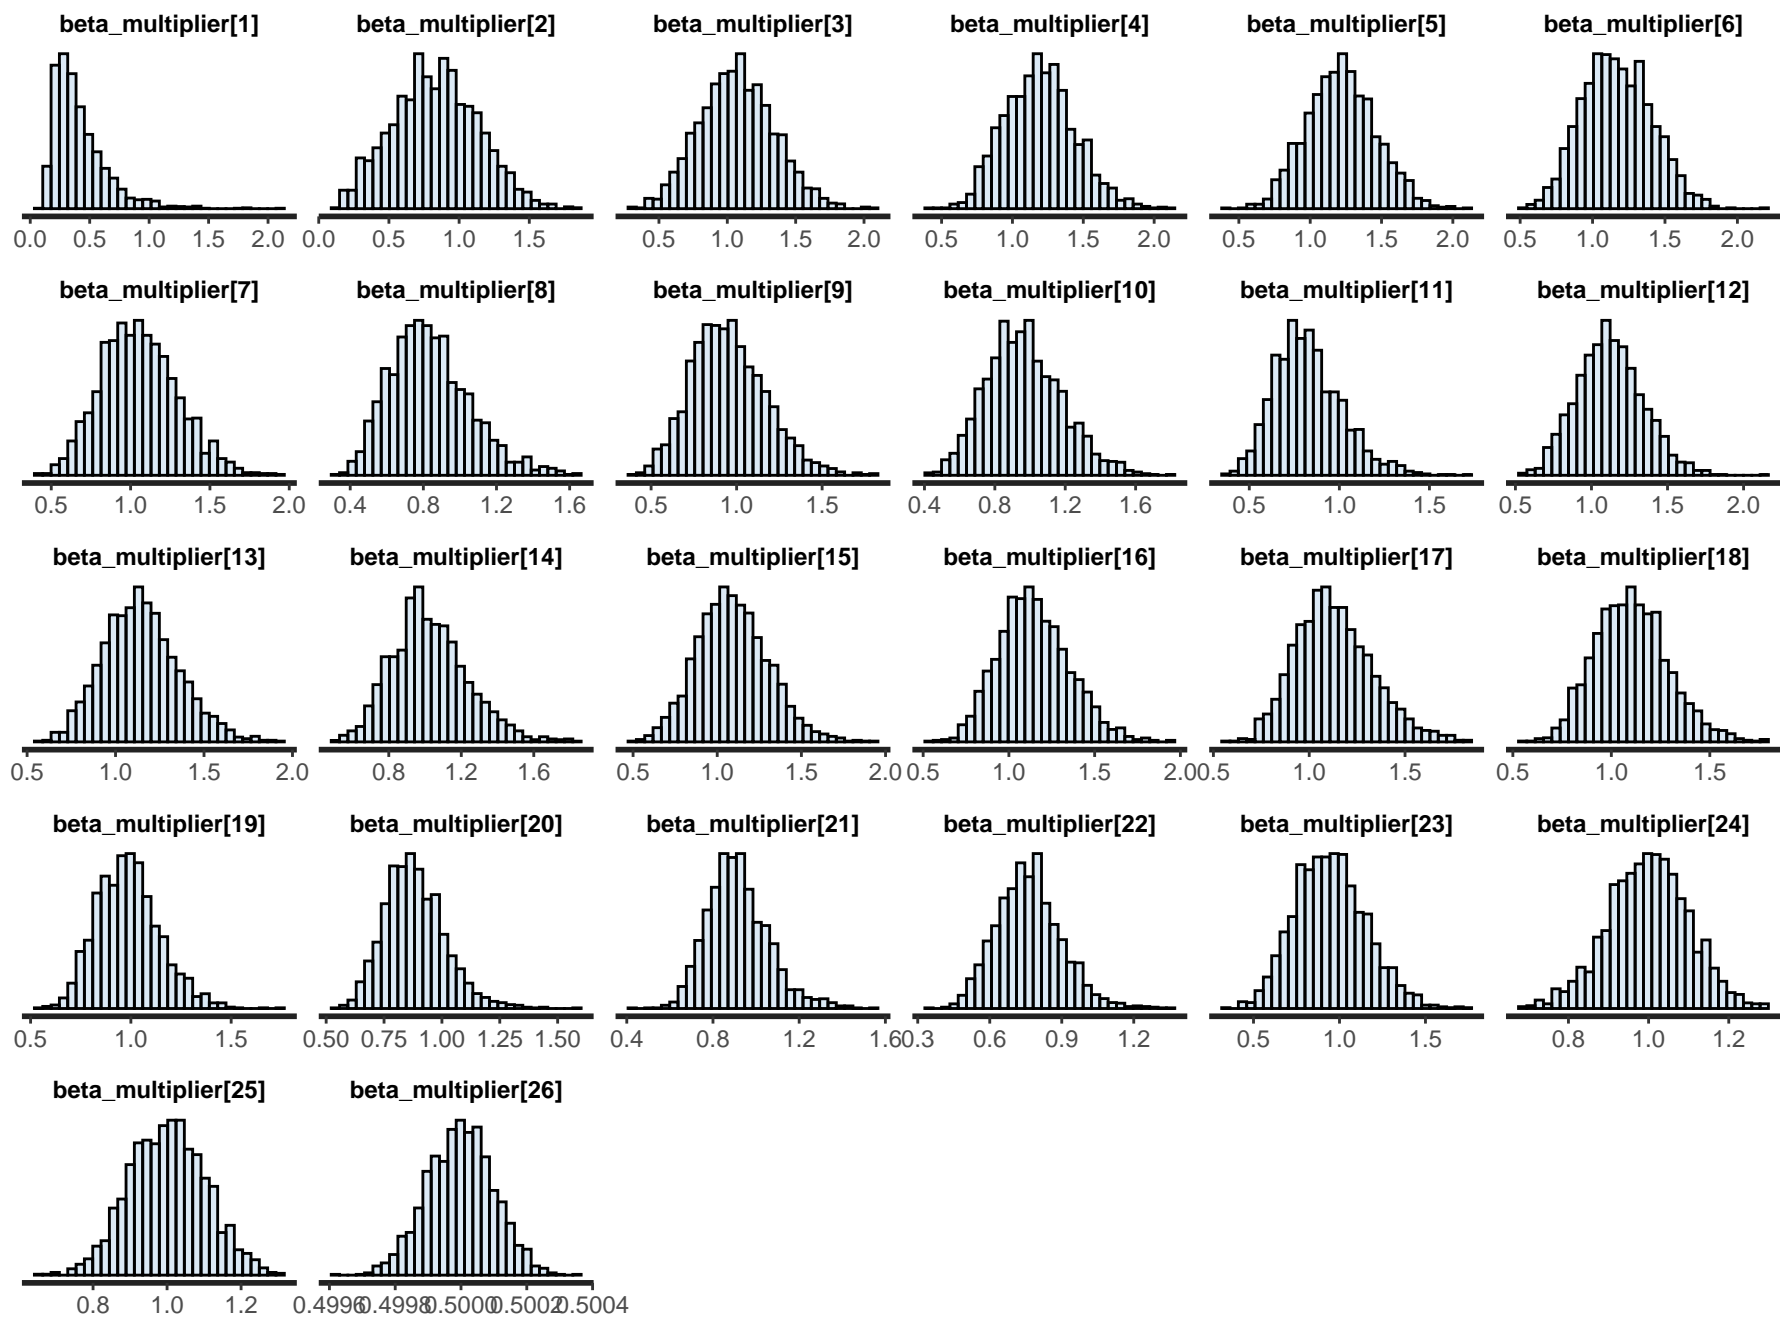 beta_multiplier[1] beta_multiplier[2] beta_multiplier[3] beta_multiplier[4] beta_multiplier[5] beta_multiplier[6]
0.0 0.5 1.0 1.5 2.0 0.0 0.5 1.0 1.5 0.5 1.0 1.5 2.0 0.5 1.0 1.5 2.0 0.5 1.0 1.5 2.0 0.5 1.0 1.5 2.0
beta_multiplier[7] beta_multiplier[8] beta_multiplier[9] beta_multiplier[10] beta_multiplier[11] beta_multiplier[12]
0.5 1.0 1.5 2.0 0.4 0.8 1.2 1.6 0.5 1.0 1.5 0.4 0.8 1.2 1.6 0.5 1.0 1.5 0.5 1.0 1.5 2.0
beta_multiplier[13] beta_multiplier[14] beta_multiplier[15] beta_multiplier[16] beta_multiplier[17] beta_multiplier[18]
0.5 1.0 1.5 2.0 0.8 1.2 1.6 0.5 1.0 1.5 2.0 0.5 1.0 1.5 2.0 0.5 1.0 1.5 0.5 1.0 1.5
beta_multiplier[19] beta_multiplier[20] beta_multiplier[21] beta_multiplier[22] beta_multiplier[23] beta_multiplier[24]
0.5 1.0 1.5 0.50 0.75 1.00 1.25 1.50 0.4 0.8 1.2 1.6 0.3 0.6 0.9 1.2 0.5 1.0 1.5 0.8 1.0 1.2
beta_multiplier[25] beta_multiplier[26]
0.8 1.0 1.2 0.4996 0.4998 0.5000 0.5002 0.5004